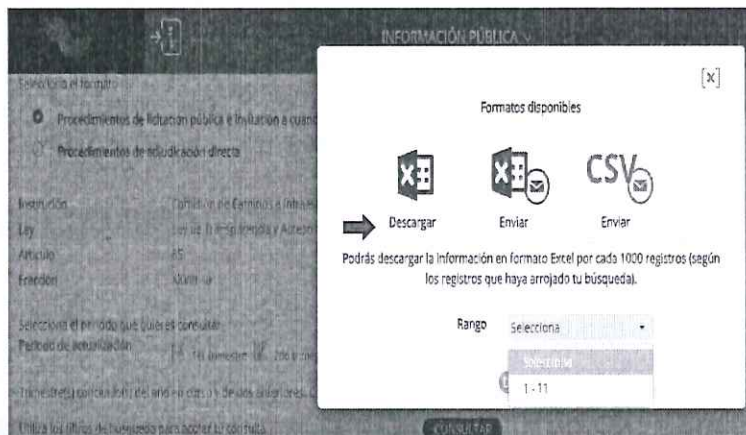 INFORMACIÓN PÚBLICA
Selecciona el formato
Procedimientos de licitación pública e invitación a cuando
Procedimientos de adjudicación directa
Institución
Ley
Artículo
Fracción
Selecciona el periodo que quieres consultar
Periodo de actualización
1er trimestre
2do
Utiliza los filtros de búsqueda para acotar tu consulta
CONSULTAR
[x]
Formatos disponibles
CSV
Descargar Enviar Enviar
Podrás descargar la información en formato Excel por cada 1000 registros (según
los registros que haya arrojado tu búsqueda).
Rango Selecciona
Selecciona
1 - 11